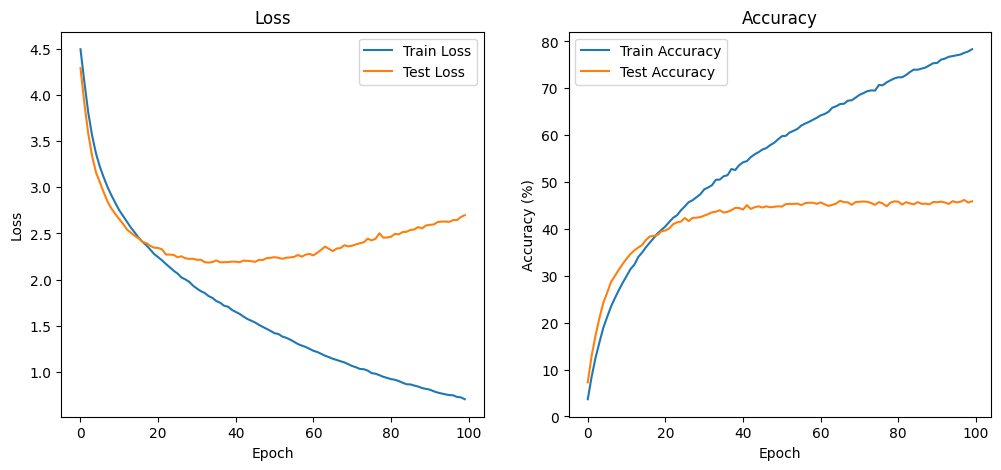 Loss
Train Loss
Test Loss
4.5
4.0
3.5
3.0
2.5
2.0
1.5
1.0
Loss
0
20
40
60
80
100
Epoch
Accuracy
Train Accuracy
Test Accuracy
80
70
60
50
40
30
20
10
0
Accuracy (%)
0
20
40
60
80
100
Epoch